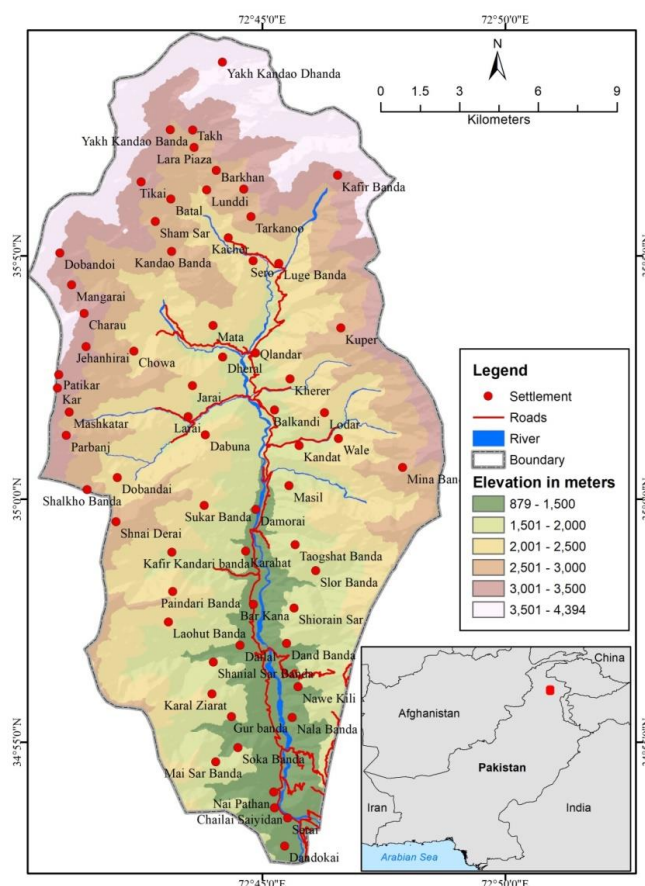 72°45'0"E
72°50'0"E
N
0 1.5 3 6 9
Kilometers
Yakh Kandao Dhanda
Yakh Kandao Banda
Takh
Lara Piaza
Barkhan
Kafir Banda
Tikai
Lunddi
Batal
Tarkanoo
Sham Sar
Kacher
35°5'0"N
Dobandoi
Kandao Banda
Sero
Luge Banda
Mangarai
Charau
Mata
Kuper
Jehanhirai
Chowa
Dheral
Qlandar
Patikar
Kar
Jarai
Kherer
Mashkatar
Larai
Balkandi
Lodar
Parbanj
Dabuna
Kandat
Wale
Mina Ban
Shalkho Banda
Dobandai
Masil
35°0'0"N
Sukar Banda
Damorai
Shnai Derai
Kafir Kandari banda
Karahat
Taogshat Banda
Slor Banda
Paindari Banda
Bar Kana
Shiorain Sar
Laohut Banda
Dand Banda
Shanial Sar Banda
Nawe Kili
Karal Ziarat
Gur banda
Nala Banda
34°55'0"N
Soka Banda
Mai Sar Banda
Nai Pathan
Chailai Saiyidan
Setai
Dandokai
72°45'0"E
72°50'0"E
Legend
Settlement
Roads
River
Boundary
Elevation in meters
879 - 1,500
1,501 - 2,000
2,001 - 2,500
2,501 - 3,000
3,001 - 3,500
3,501 - 4,394
China
Afghanistan
Pakistan
Iran
India
Arabian Sea